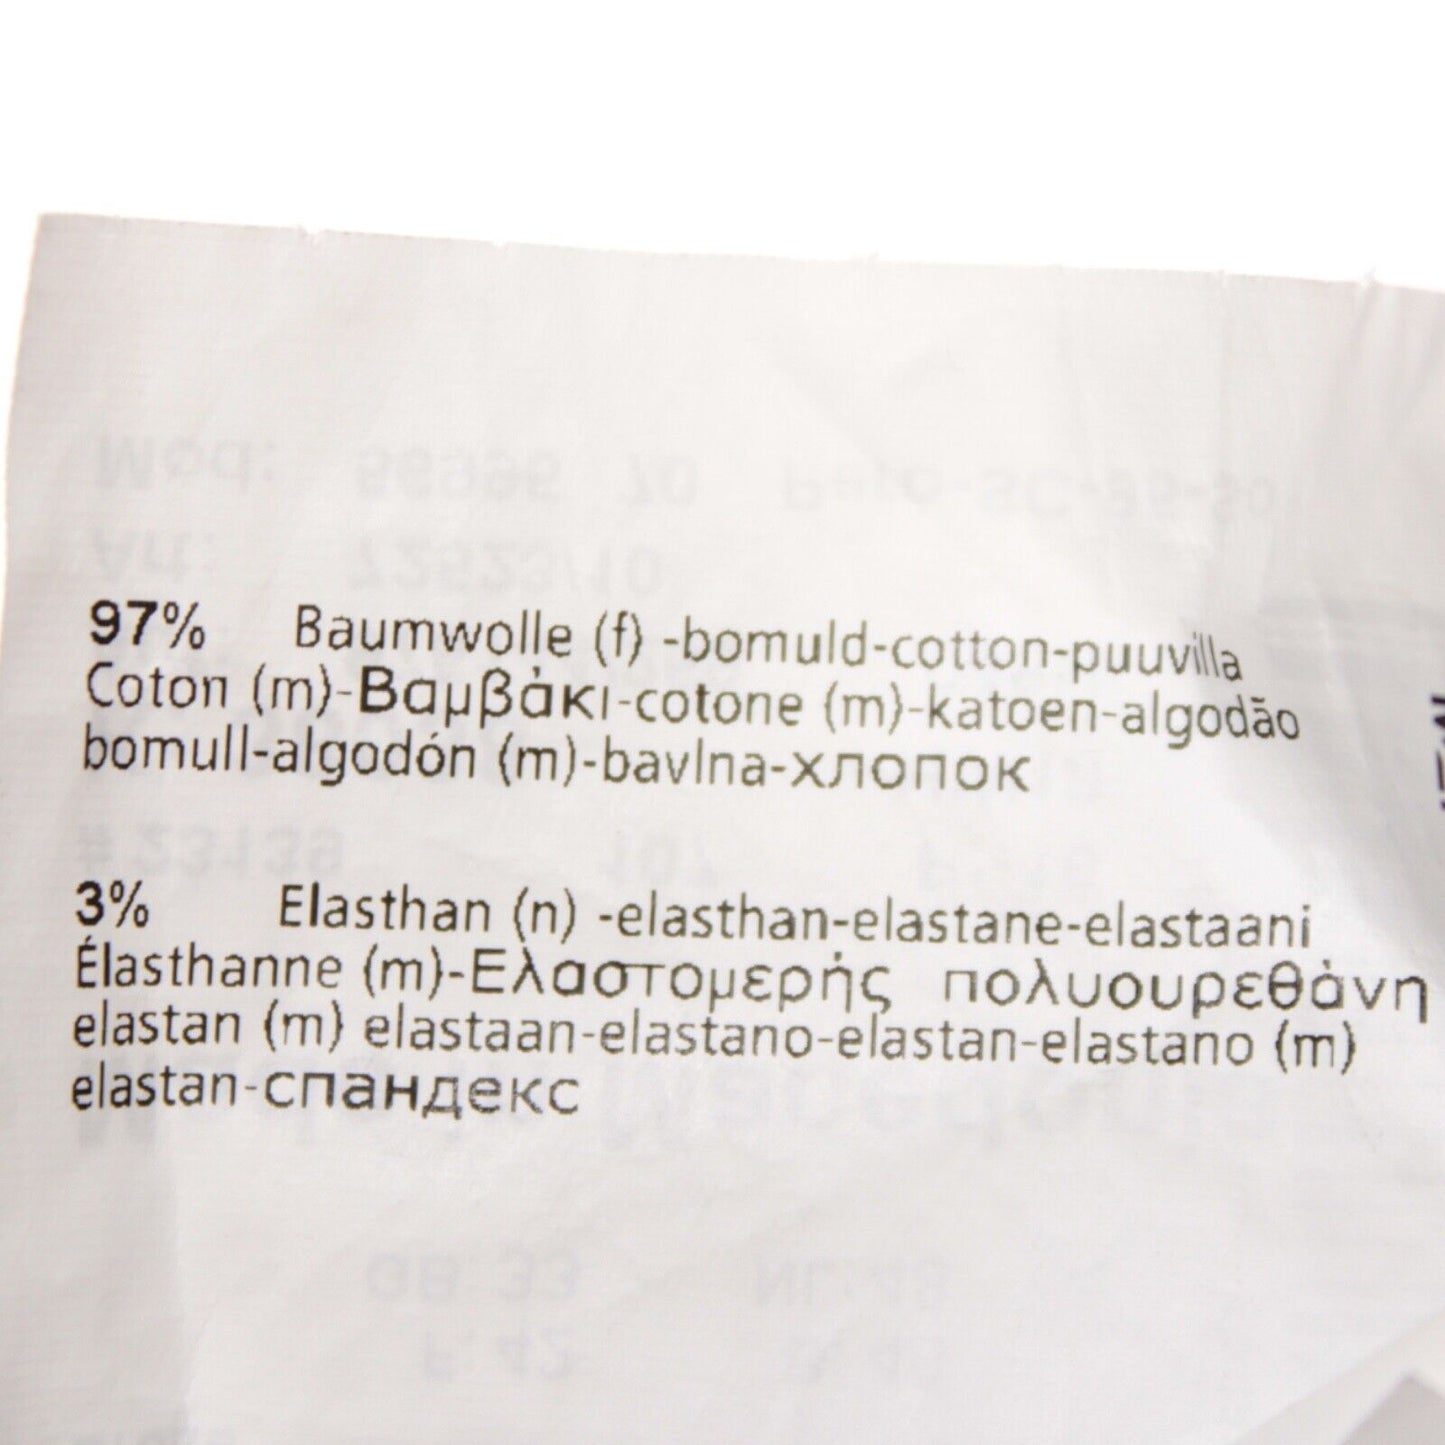 97% Baumwolle (f) -bomuld-cotton-puuvilla
Coton (m)-Βαμβάκι-cotone (m)-katoen-algodão
bomull-algodón (m)-bavlna-хлопок
3% Elasthan (n) -elasthan-elastane-elastaani
Élasthanne (m)-Ελαστομερής πολυουρεθάνη
elastan (m) elastaan-elastano-elastan-elastano (m)
elastan-спандекс